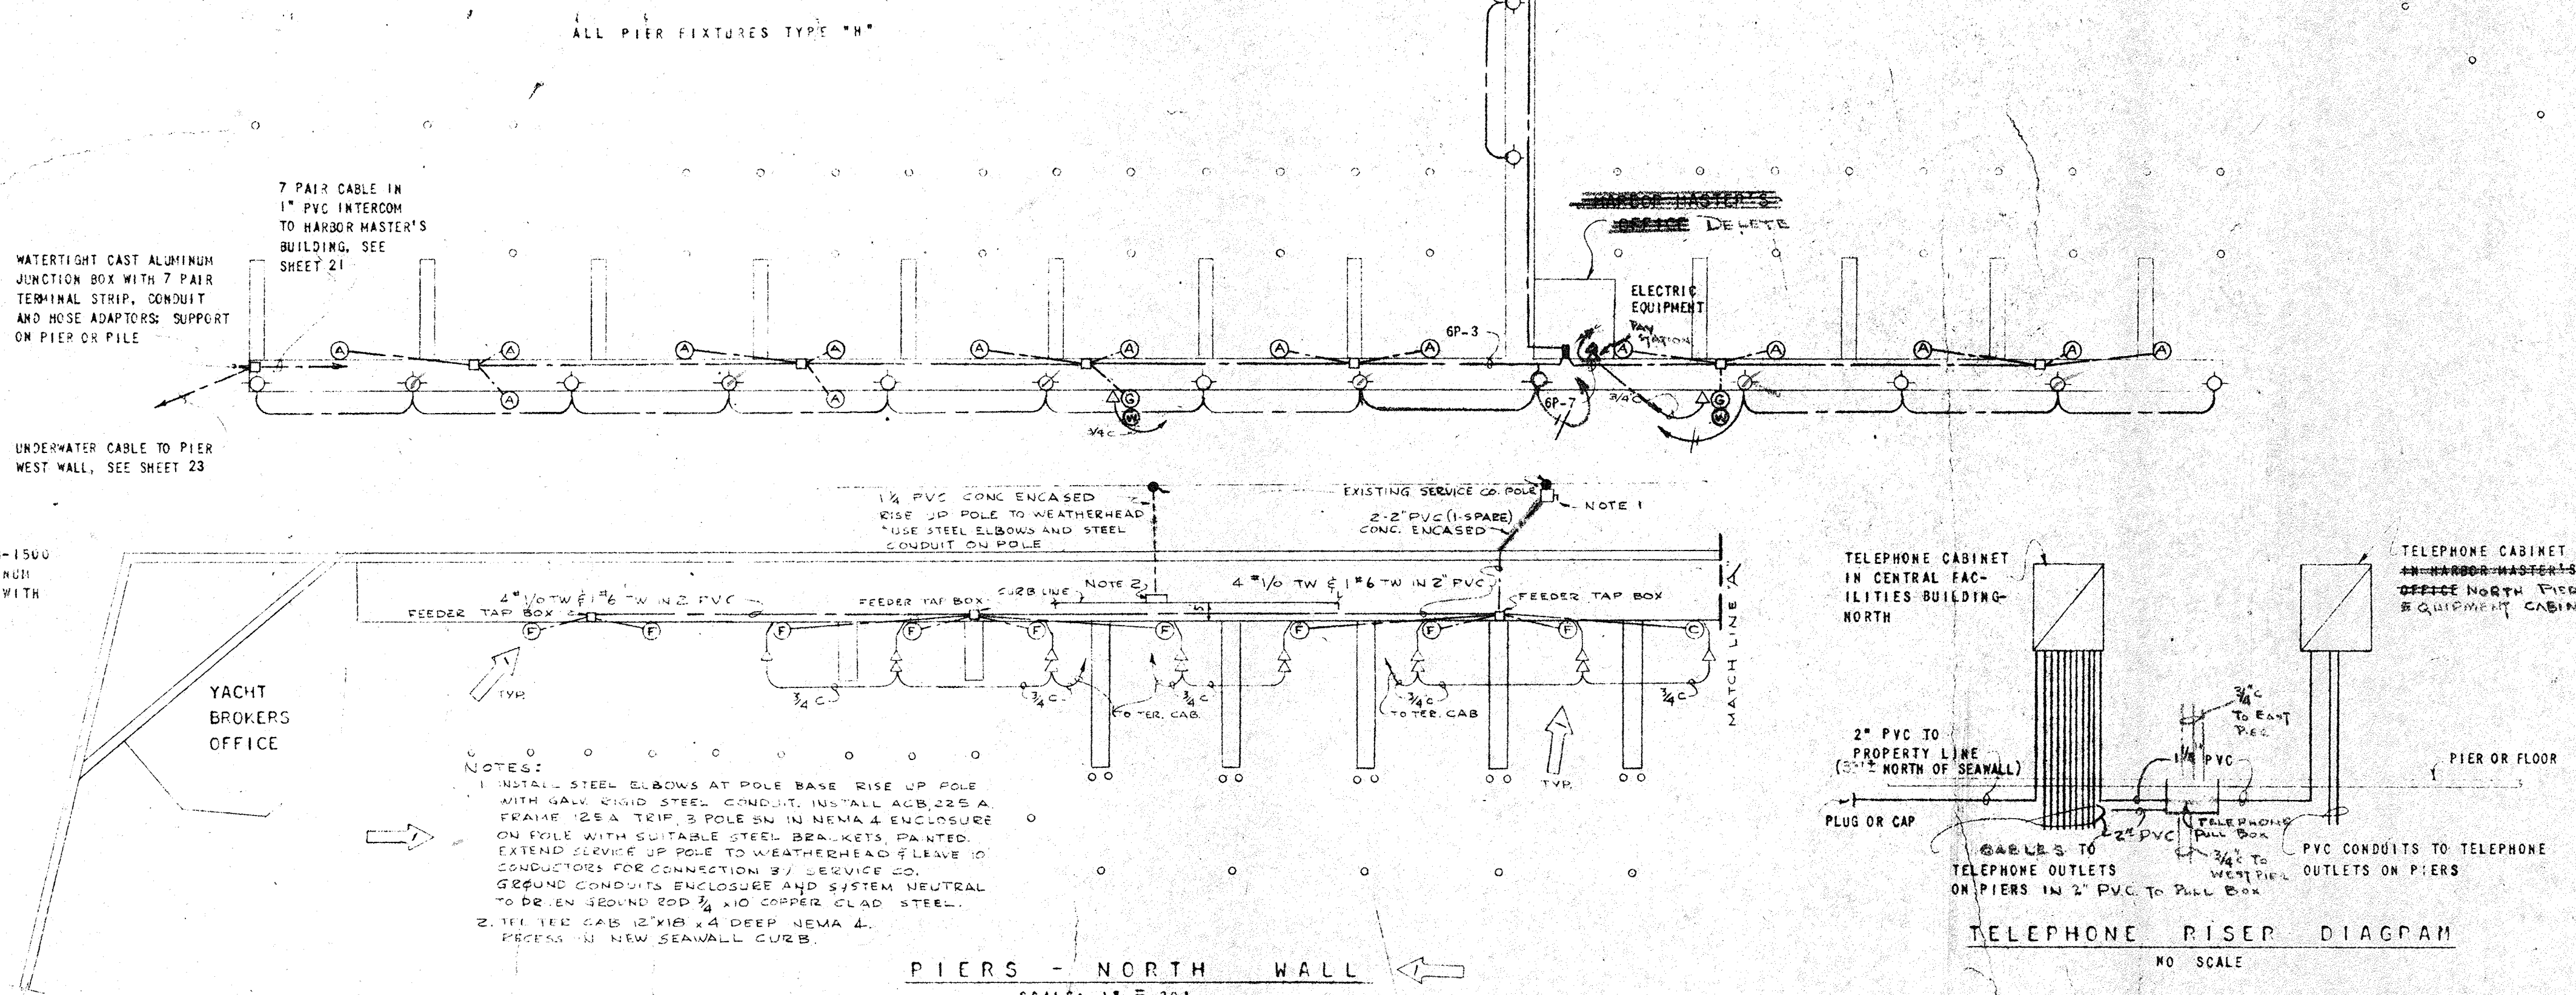 ALL PIER FIXTURES TYPE "H"
7 PAIR CABLE IN
1" PVC INTERCOM
TO HARBOR MASTER'S
BUILDING, SEE
SHEET 21
WATERTIGHT CAST ALUMINUM
JUNCTION BOX WITH 7 PAIR
TERMINAL STRIP, CONDUIT
AND HOSE ADAPTORS; SUPPORT
ON PIER OR PILE
HARBOR MASTER'S
OFFICE DELETE
ELECTRIC
EQUIPMENT
PAY
STATION
6P-3
A A A A A A A A A A A A A
A A G G
W W
6P-7
3/4 C
3/4 C
UNDERWATER CABLE TO PIER
WEST WALL, SEE SHEET 23
1¼ PVC CONC ENCASED
RISE UP POLE TO WEATHERHEAD
USE STEEL ELBOWS AND STEEL
CONDUIT ON POLE
EXISTING SERVICE CO. POLE
NOTE 1
2-2" PVC (1-SPARE)
CONC. ENCASED
-1500
WITH
NOTE 2
4 #1/0 TW & 1 #6 TW IN 2" PVC
4 #1/0 TW & 1 #6 TW IN 2 PVC
FEEDER TAP BOX
FEEDER TAP BOX
CURB LINE
FEEDER TAP BOX
F F F F F F F F F C
MATCH LINE 'A'
TYP.
3/4 C
3/4 C
3/4 C
3/4 C
3/4 C
TO TER. CAB.
TO TER. CAB
TYP.
YACHT
BROKERS
OFFICE
NOTES:
1 INSTALL STEEL ELBOWS AT POLE BASE RISE UP POLE
WITH GALV. RIGID STEEL CONDUIT. INSTALL ACB, 225 A.
FRAME 125A TRIP, 3 POLE SN IN NEMA 4 ENCLOSURE
ON POLE WITH SUITABLE STEEL BRACKETS, PAINTED.
EXTEND SERVICE UP POLE TO WEATHERHEAD & LEAVE 10'
CONDUCTORS FOR CONNECTION BY SERVICE CO.
GROUND CONDUITS ENCLOSURE AND SYSTEM NEUTRAL
TO DRIVEN GROUND ROD ¾ x10' COPPER CLAD STEEL.
2. TEL TER CAB 12"X18 x 4 DEEP NEMA 4.
RECESS IN NEW SEAWALL CURB.
PIERS - NORTH WALL
TELEPHONE CABINET
IN CENTRAL FAC-
ILITIES BUILDING-
NORTH
TELEPHONE CABINET
IN HARBOR MASTER'S
OFFICE NORTH PIER
EQUIPMENT CABIN
3/4" C
TO EAST
PIER
2" PVC TO
PROPERTY LINE
NORTH OF SEAWALL)
1¼" PVC
PIER OR FLOOR
PLUG OR CAP
2" PVC
TELEPHONE
PULL BOX
3/4" C TO
WEST PIER
CABLES TO
TELEPHONE OUTLETS
ON PIERS IN 2" PVC TO PULL BOX
PVC CONDUITS TO TELEPHONE
OUTLETS ON PIERS
TELEPHONE RISER DIAGRAM
NO SCALE